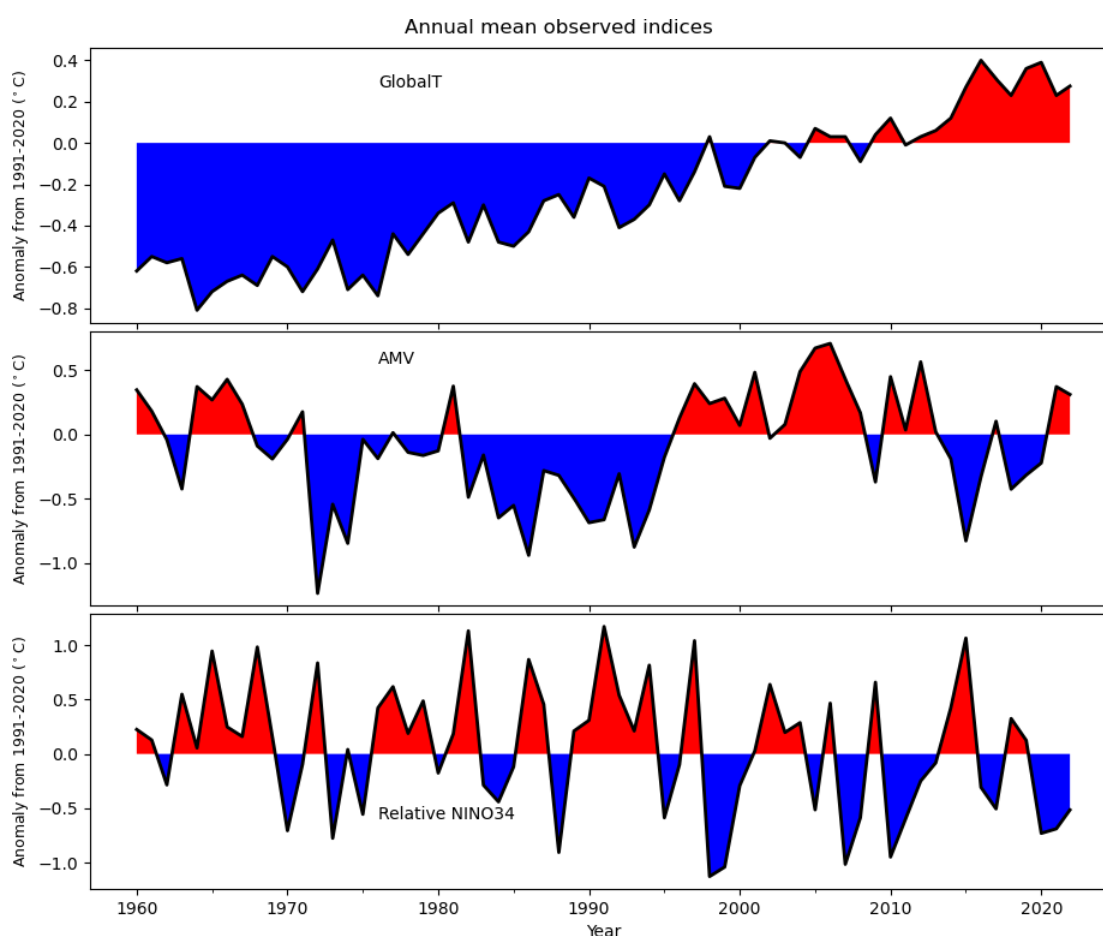 Annual mean observed indices
Anomaly from 1991-2020 (°C)
0.4
0.2
0.0
−0.2
−0.4
−0.6
−0.8
GlobalT
Anomaly from 1991-2020 (°C)
0.5
0.0
−0.5
−1.0
AMV
Anomaly from 1991-2020 (°C)
1.0
0.5
0.0
−0.5
−1.0
Relative NINO34
1960 1970 1980 1990 2000 2010 2020
Year